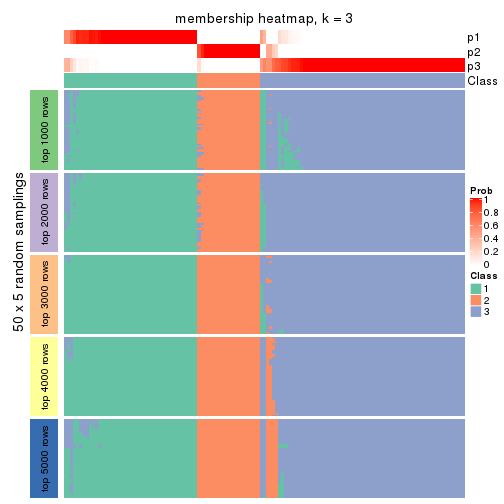 membership heatmap, k = 3
p1
p2
p3
Class
50 x 5 random samplings
top 1000 rows
top 2000 rows
top 3000 rows
top 4000 rows
top 5000 rows
Prob
1
0.8
0.6
0.4
0.2
0
Class
1
2
3